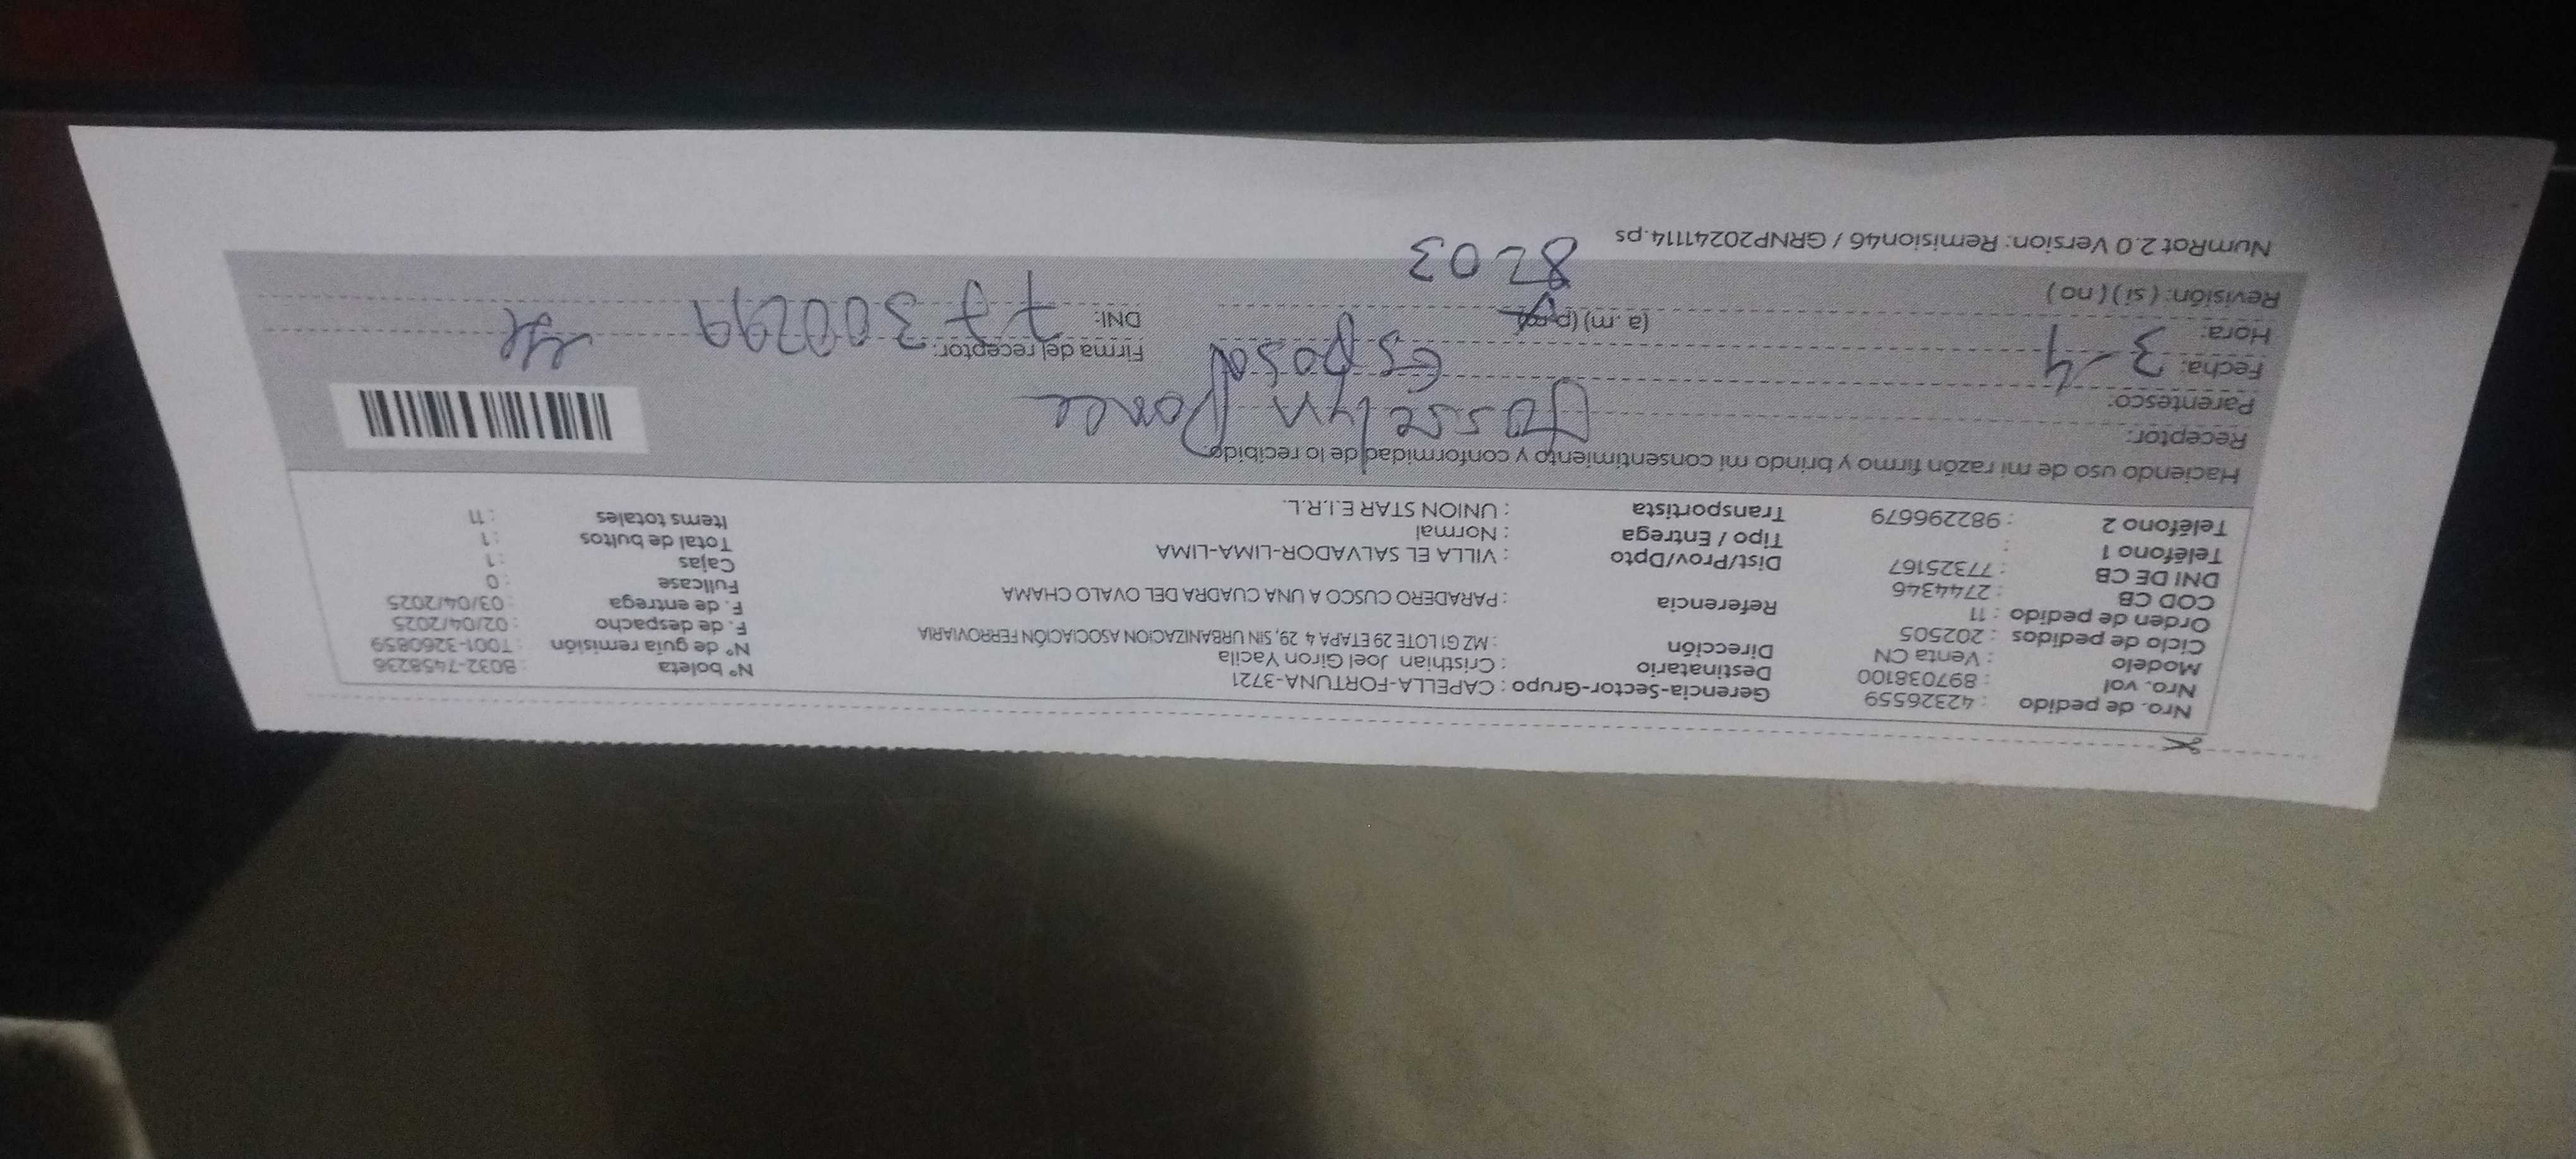 Nro. de pedido : 42326559 Gerencia-Sector-Grupo : CAPELLA-FORTUNA-3721 Nº boleta : B032-7458236
Nro. vol : 897038100 Destinatario : Cristhian Joel Giron Yacila Nº de guía remisión : T001-3260859
Modelo : Venta CN Dirección : MZ G1 LOTE 29 ETAPA 4 29, SIN URBANIZACION ASOCIACIÓN FERROVIARIA F. de despacho : 02/04/2025
Ciclo de pedidos : 202505 F. de entrega : 03/04/2025
Orden de pedido : 11 Referencia : PARADERO CUSCO A UNA CUADRA DEL OVALO CHAMA Fullcase : 0
COD CB : 2744346 Cajas : 1
DNI DE CB : 77325167 Dist/Prov/Dpto : VILLA EL SALVADOR-LIMA-LIMA Total de bultos : 1
Teléfono 1 : Tipo / Entrega : Normal Items totales : 11
Teléfono 2 : 982296679 Transportista : UNION STAR E.I.R.L.
Haciendo uso de mi razón firmo y brindo mi consentimiento y conformidad de lo recibido.
Receptor: Josselyn Ponce
Parentesco: Esposa
Fecha: 3-4 Firma del receptor:
Hora: (a .m) (p.m) DNI: 77300299
Revisión: ( si ) ( no )
8203
NumRot 2.0 Version: Remision46 / GRNP20241114.ps